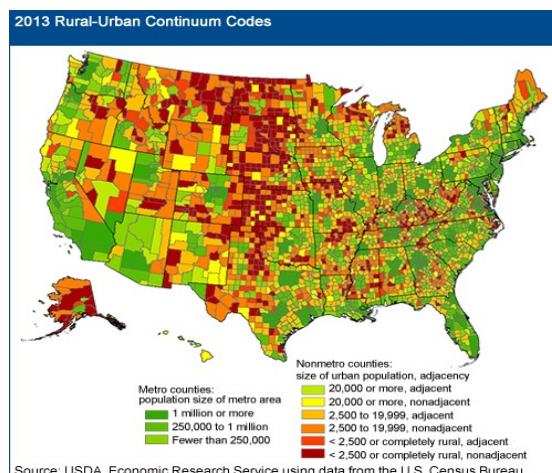 2013 Rural-Urban Continuum Codes
Metro counties:
population size of metro area
1 million or more
250,000 to 1 million
Fewer than 250,000
Nonmetro counties:
size of urban population, adjacency
20,000 or more, adjacent
20,000 or more, nonadjacent
2,500 to 19,999, adjacent
2,500 to 19,999, nonadjacent
< 2,500 or completely rural, adjacent
< 2,500 or completely rural, nonadjacent
Source: USDA, Economic Research Service using data from the U.S. Census Bureau